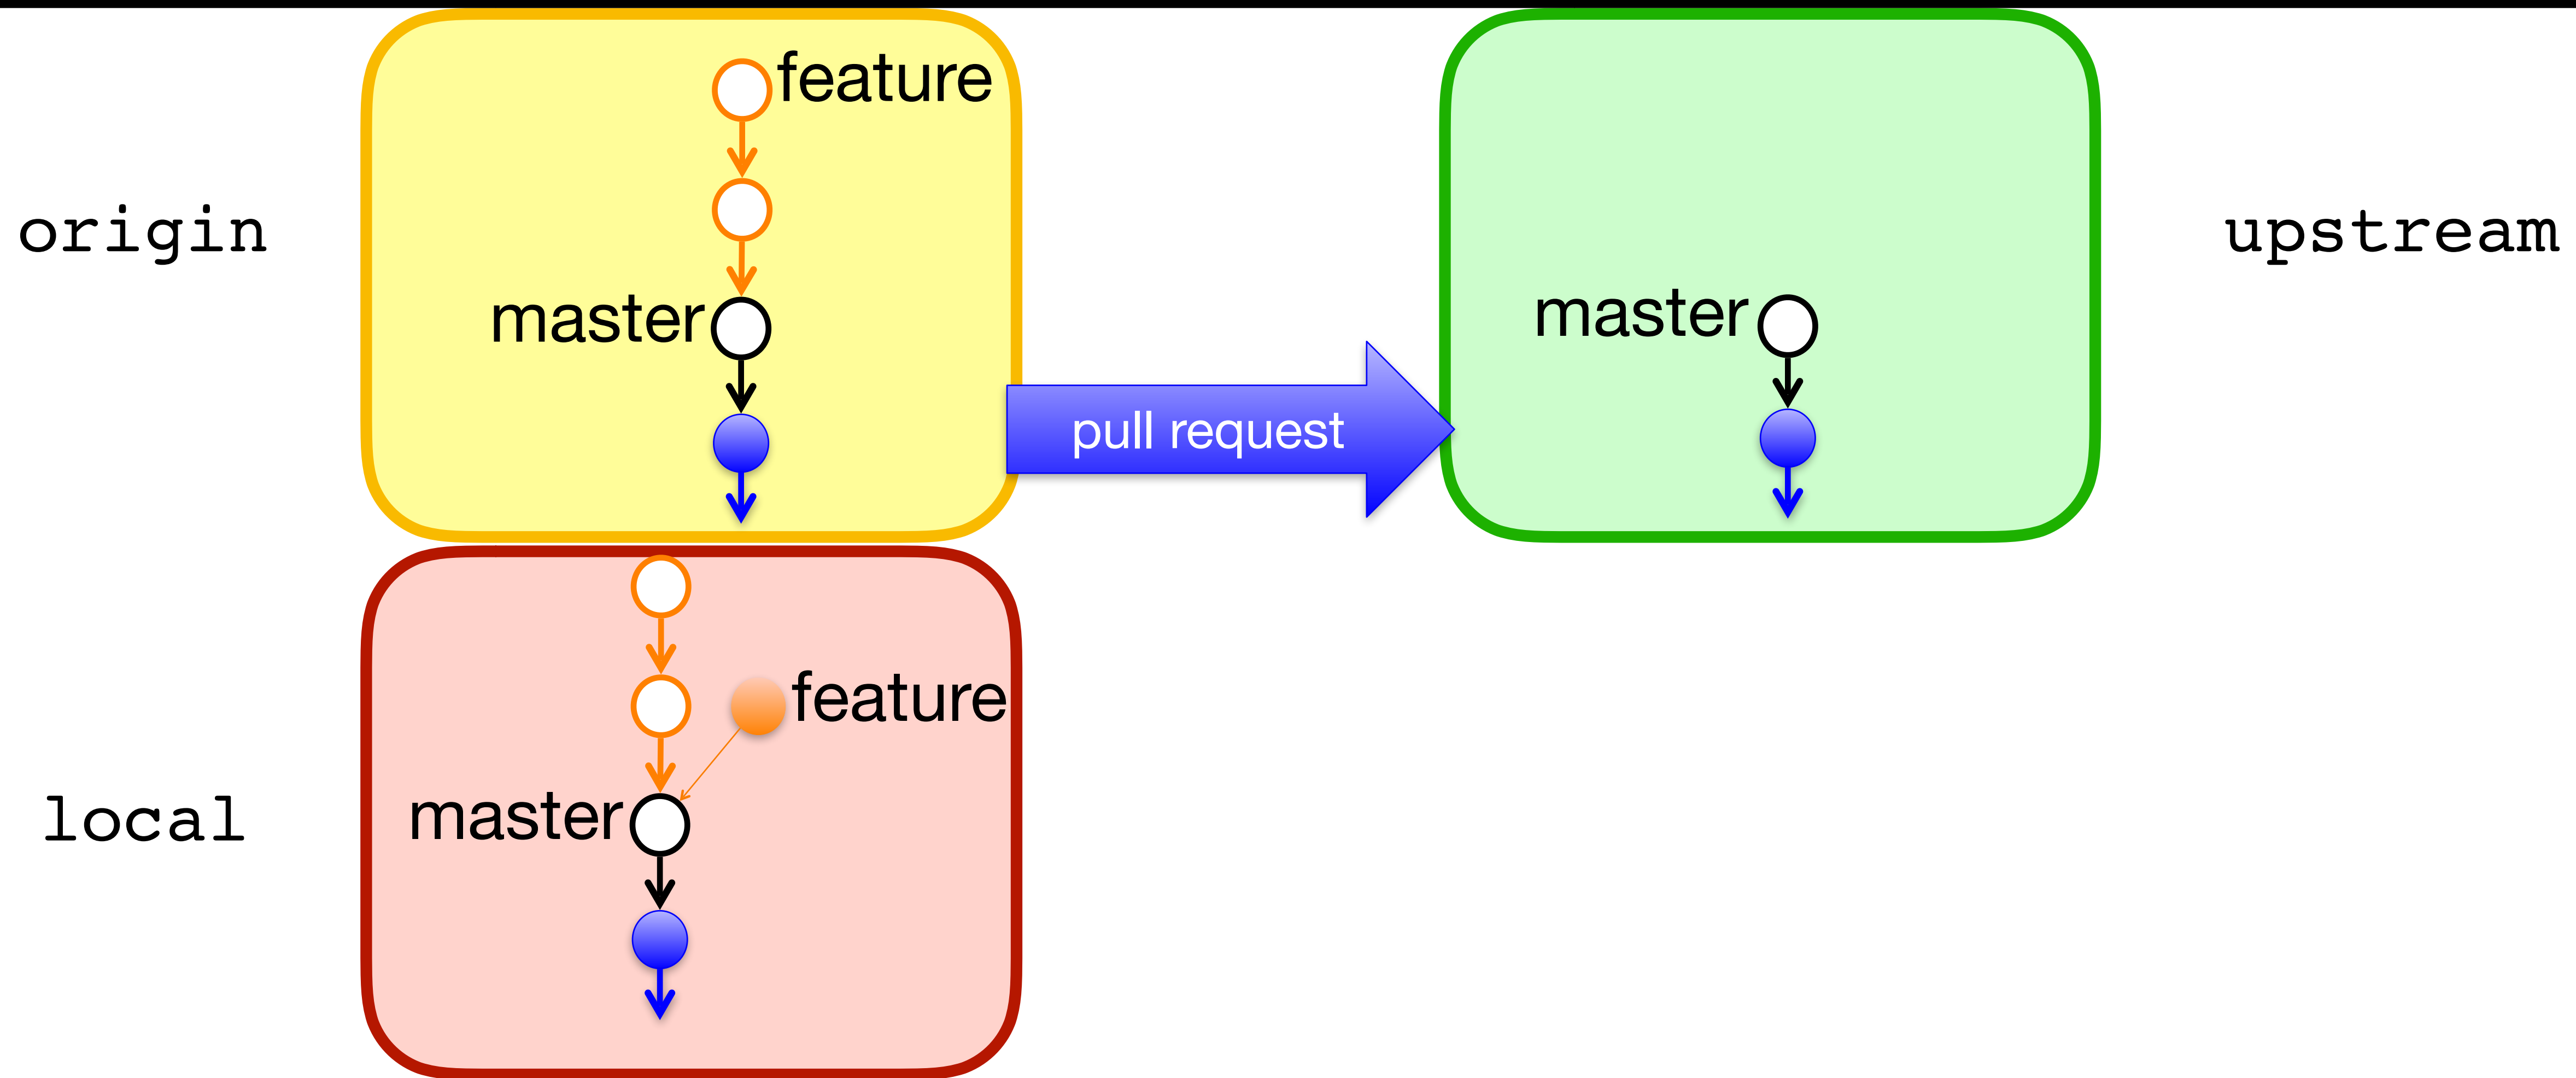 feature
origin
master
upstream
master
pull request
feature
local
master